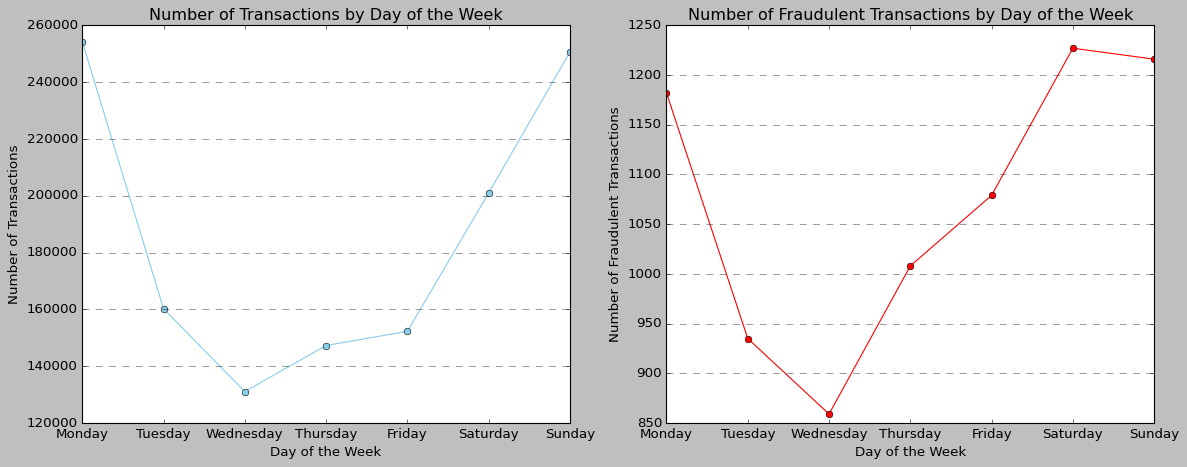 Number of Transactions by Day of the Week
260000
240000
220000
200000
180000
160000
140000
120000
Number of Transactions
Monday Tuesday Wednesday Thursday Friday Saturday Sunday
Day of the Week
Number of Fraudulent Transactions by Day of the Week
1250
1200
1150
1100
1050
1000
950
900
850
Number of Fraudulent Transactions
Monday Tuesday Wednesday Thursday Friday Saturday Sunday
Day of the Week